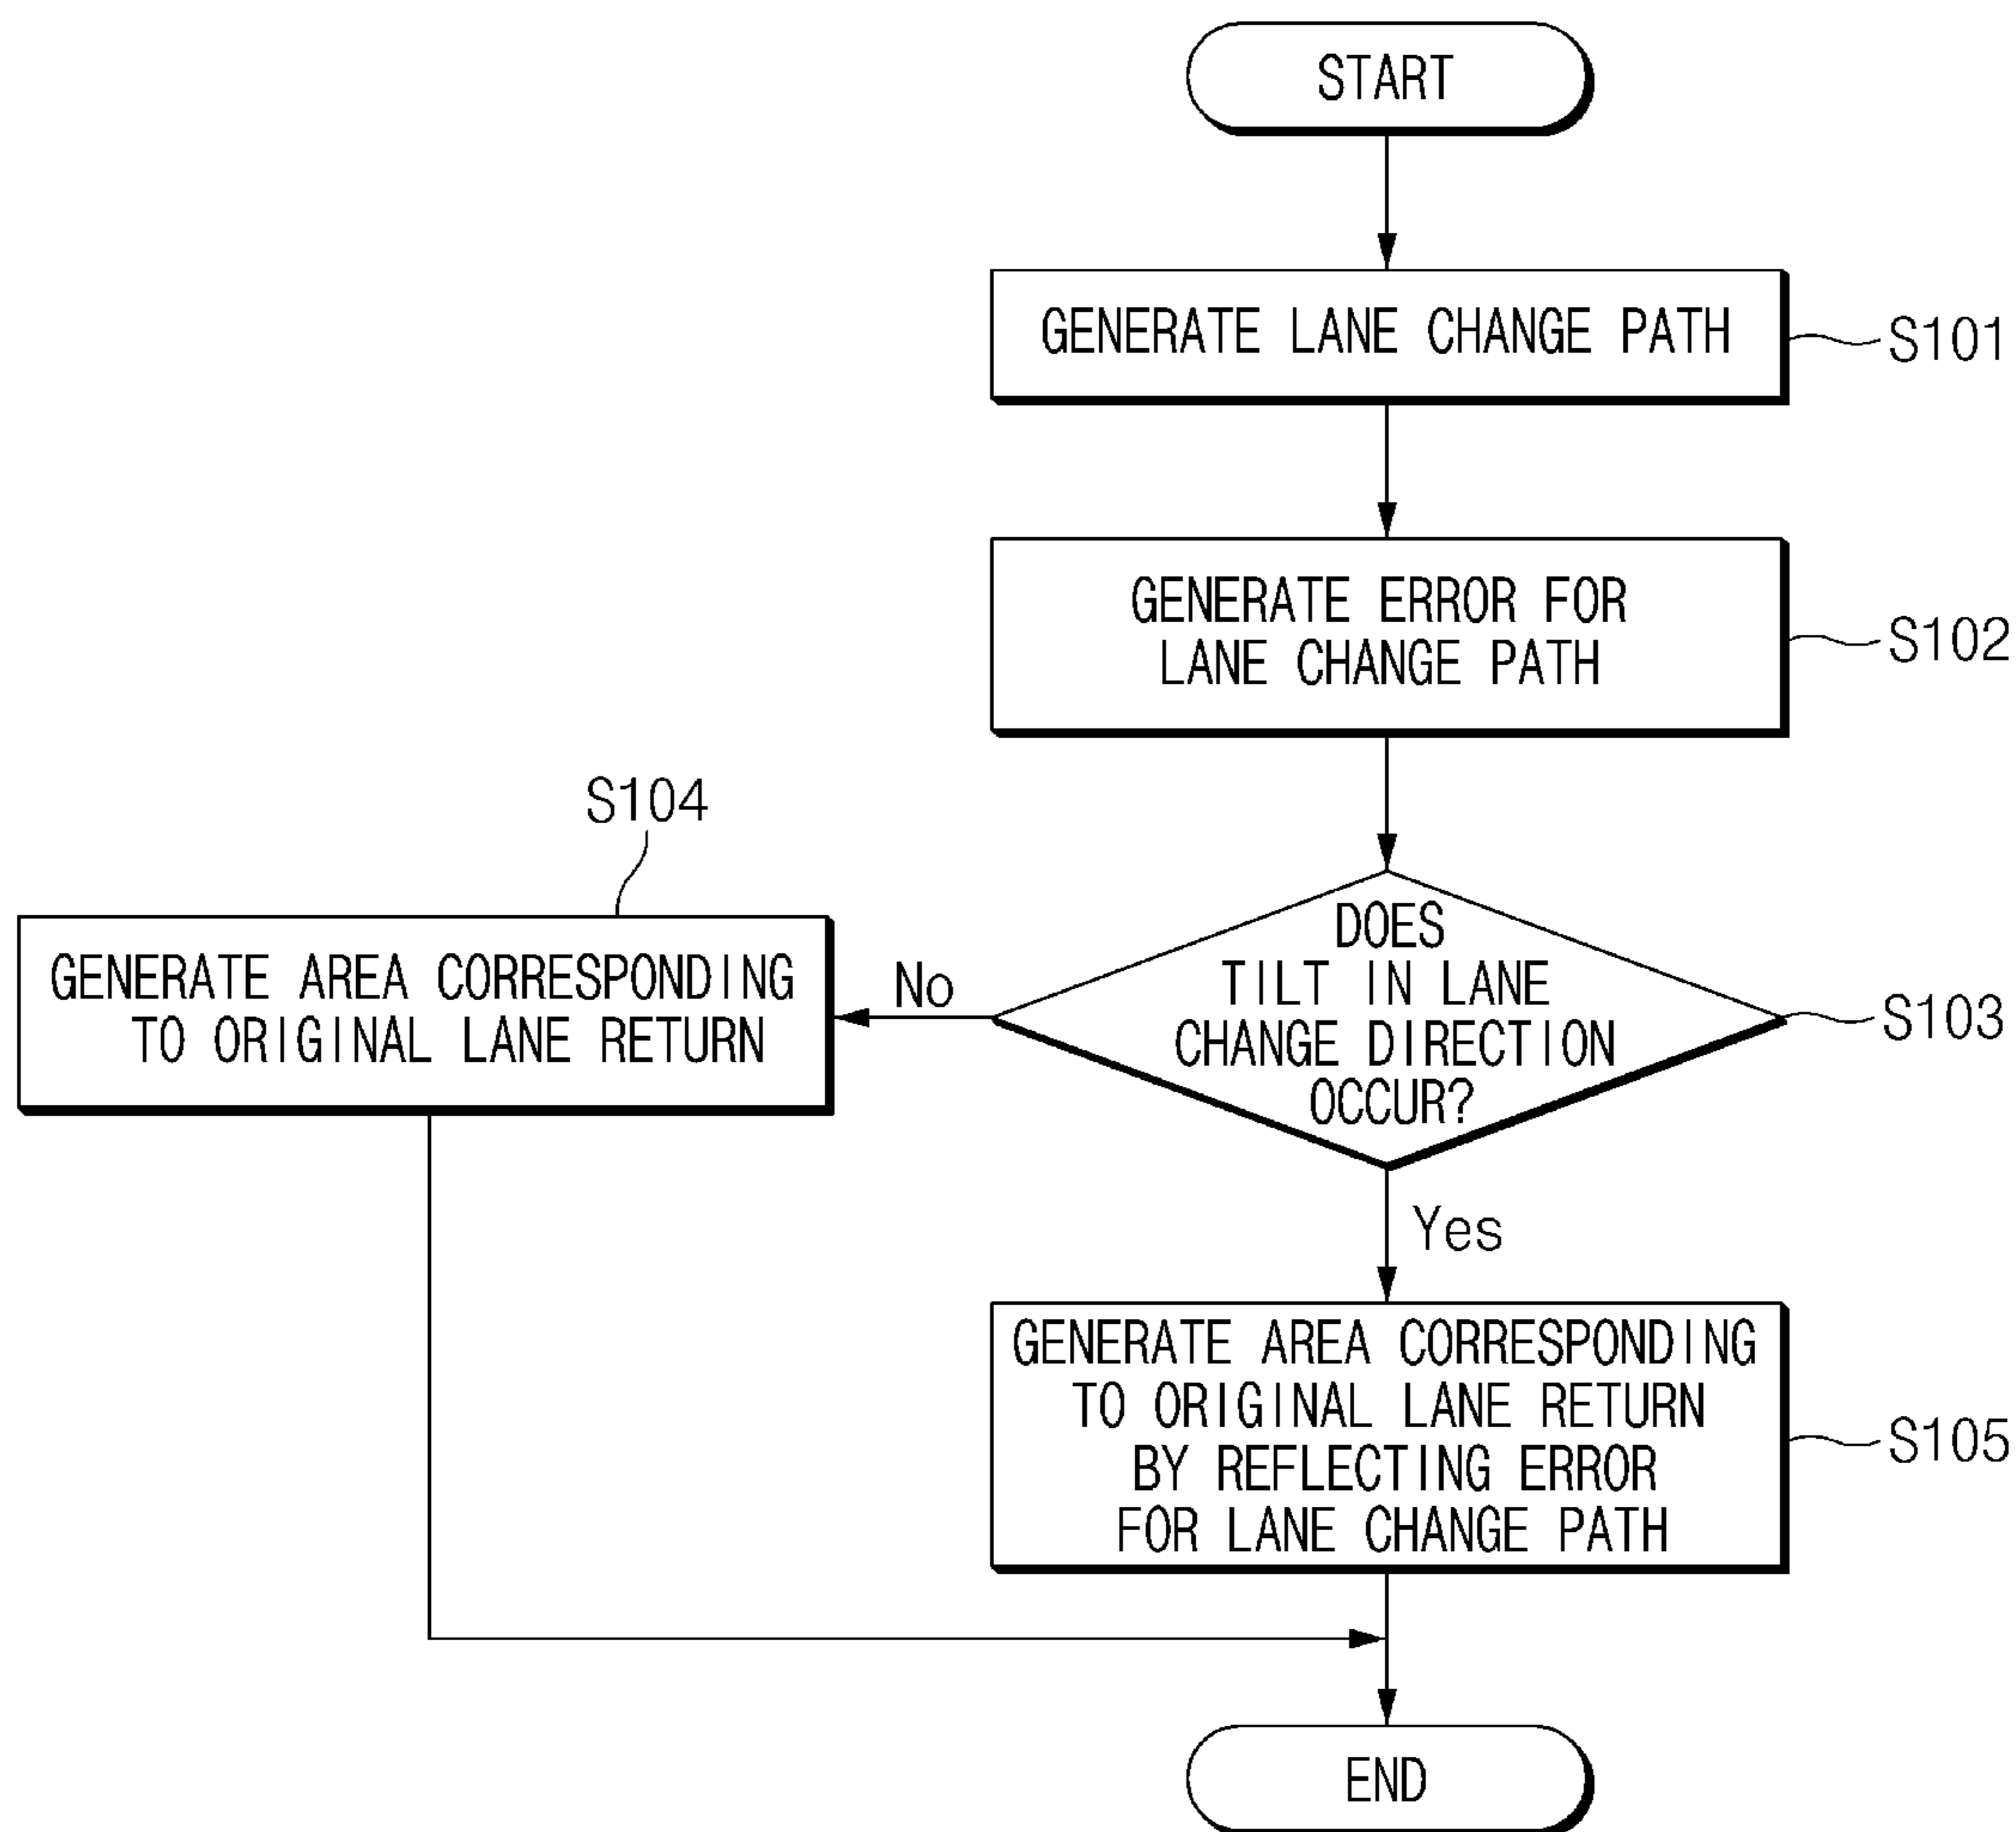 START
GENERATE LANE CHANGE PATH
S101
GENERATE ERROR FOR
LANE CHANGE PATH
S102
DOES
TILT IN LANE
CHANGE DIRECTION
OCCUR?
S103
No
S104
GENERATE AREA CORRESPONDING
TO ORIGINAL LANE RETURN
Yes
GENERATE AREA CORRESPONDING
TO ORIGINAL LANE RETURN
BY REFLECTING ERROR
FOR LANE CHANGE PATH
S105
END